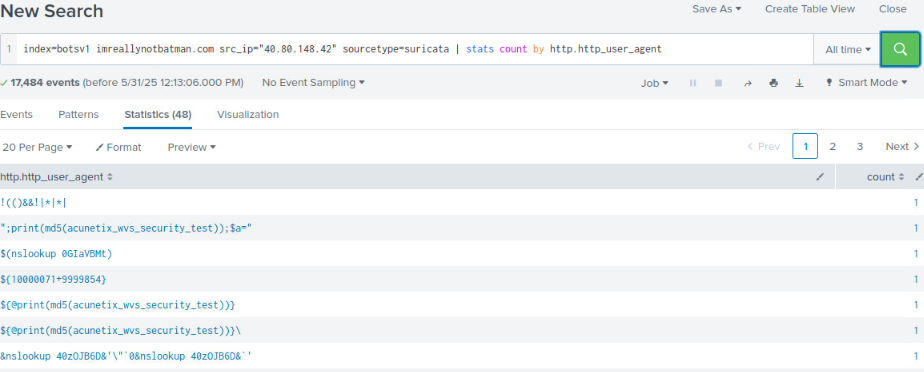 New Search
Save As Create Table View Close
1 index=botsv1 imreallynotbatman.com src_ip="40.80.148.42" sourcetype=suricata | stats count by http.http_user_agent
All time
17,484 events (before 5/31/25 12:13:06.000 PM) No Event Sampling
Job Smart Mode
Events Patterns Statistics (48) Visualization
20 Per Page Format Preview
Prev 1 2 3 Next
http.http_user_agent count
!(()&&!|*|*| 1
";print(md5(acunetix_wvs_security_test));$a=" 1
$(nslookup 0GIaVBMt) 1
${10000071+9999854} 1
${@print(md5(acunetix_wvs_security_test))} 1
${@print(md5(acunetix_wvs_security_test))}\ 1
&nslookup 40zOJB6D&'\"`0&nslookup 40zOJB6D&`' 1